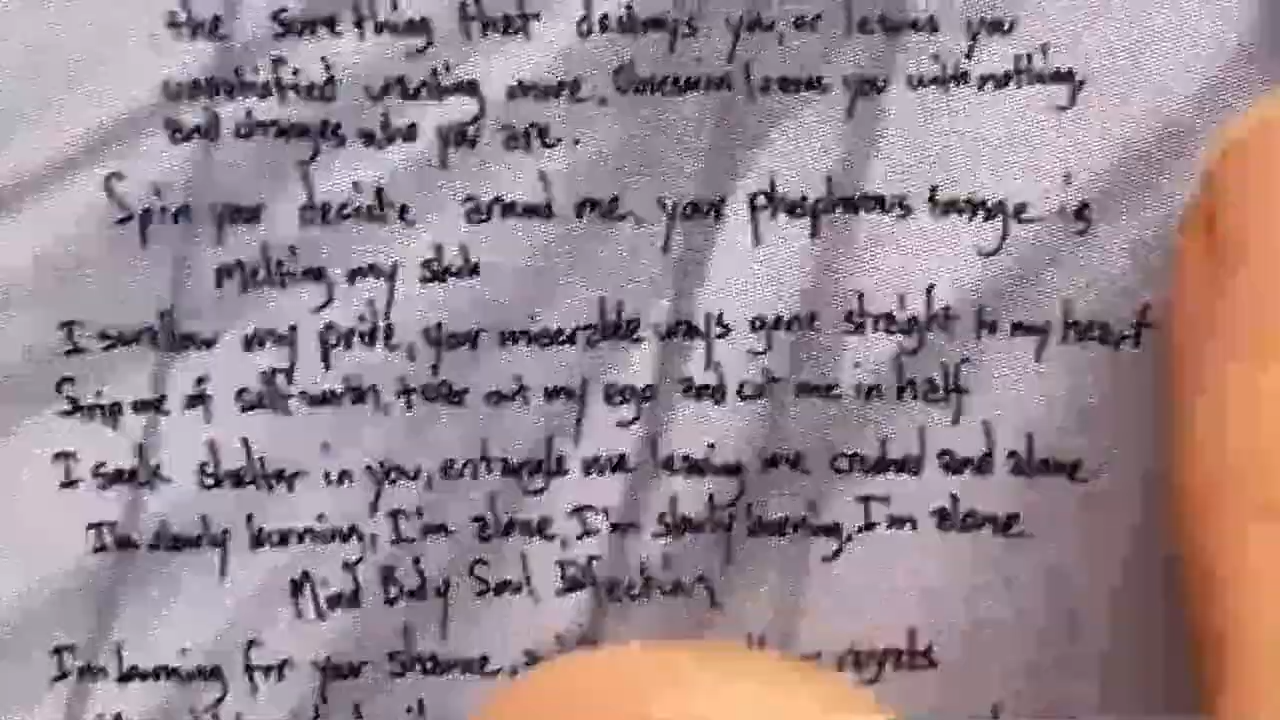 the something that destroys you, or leaves you
unsatisfied wanting more. Obsession leaves you with nothing,
and changes who you are.
Spin your decide around me, your phosphorus image is
Melting my skin
I swallow my pride, your miserable ways gone straight to my heart
Strip me of self worth, tear out my ego and cut me in half
I seek shelter in you, entangle me leaving me crushed and alone
I'm slowly burning, I'm alone, I'm slowly burning, I'm alone
Mind Body Soul
I'm burning for your shame, regrets